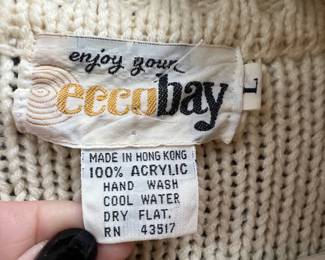 enjoy your
eccobay
L
MADE IN HONG KONG
100% ACRYLIC
HAND WASH
COOL WATER
DRY FLAT.
RN 43517